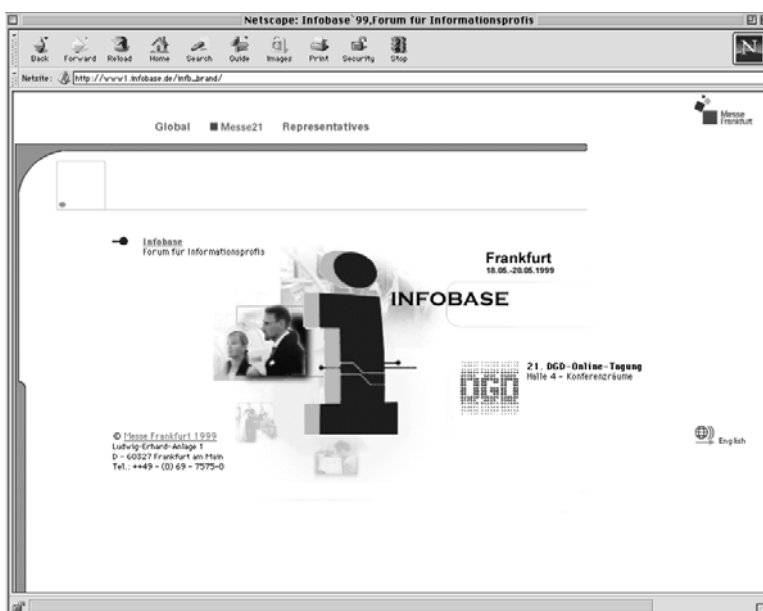 Netscape: Infobase`99,Forum für Informationsprofis
Back Forward Reload Home Search Guide Images Print Security Stop
N
Netsite: http://www1.infobase.de/infb_brand/
Messe
Frankfurt
Global Messe21 Representatives
Infobase
Forum für Informationsprofis
Frankfurt
18.05.-20.05.1999
i
INFOBASE
21. DGD-Online-Tagung
Halle 4 - Konferenzräume
DGD
© Messe Frankfurt 1999
Ludwig-Erhard-Anlage 1
D - 60327 Frankfurt am Main
Tel.: ++49 - (0) 69 - 7575-0
English